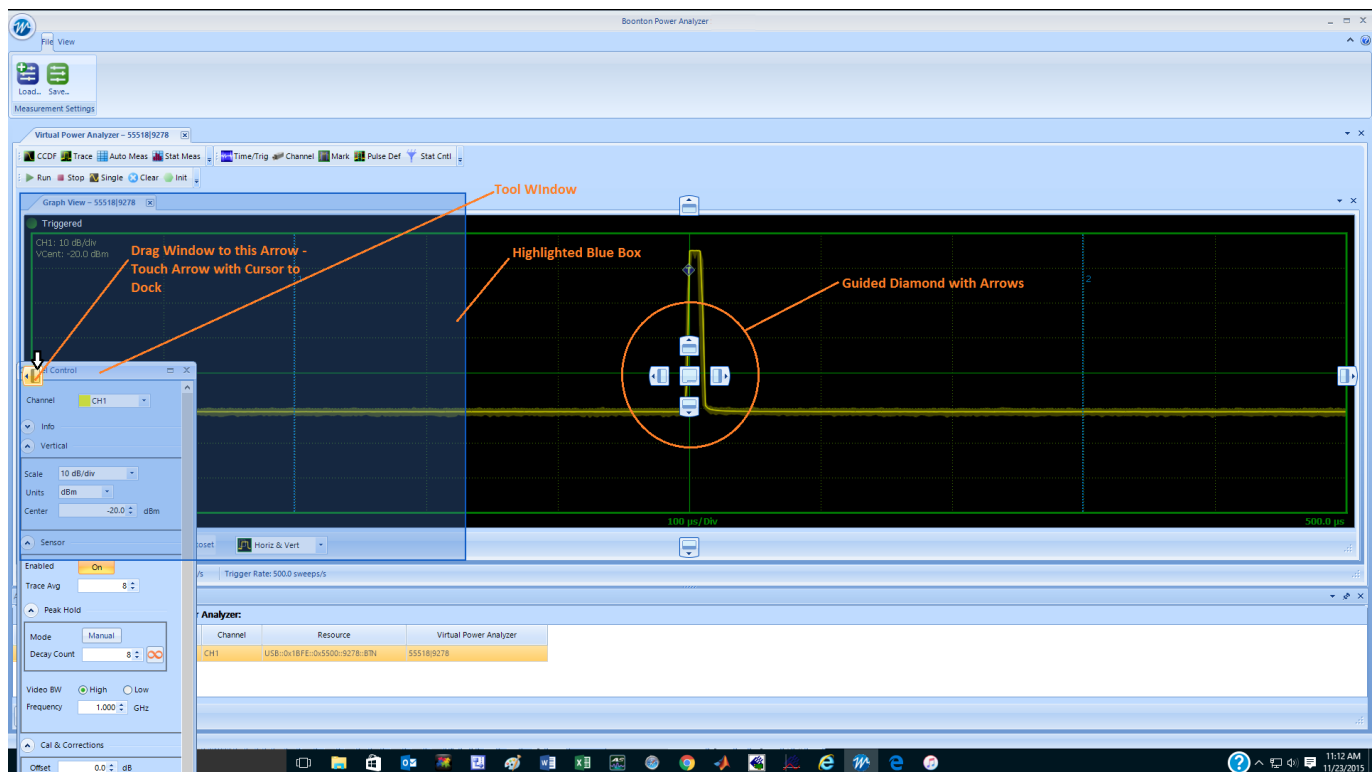 Boonton Power Analyzer
File View
Load... Save...
Measurement Settings
Virtual Power Analyzer – 55518|9278
CCDF Trace Auto Meas Stat Meas Time/Trig Channel Mark Pulse Def Stat Cntl
Run Stop Single Clear Init
Tool WIndow
Graph View – 55518|9278
Triggered
CH1: 10 dB/div
VCent: -20.0 dBm
Drag Window to this Arrow -
Touch Arrow with Cursor to
Dock
Highlighted Blue Box
Guided Diamond with Arrows
1
T
2
Control
Channel CH1
Info
Vertical
Scale 10 dB/div
Units dBm
Center -20.0 dBm
100 µs/Div
500.0 µs
Sensor
Horiz & Vert
Enabled On
Trigger Rate: 500.0 sweeps/s
Trace Avg 8
Peak Hold
Analyzer:
Mode Manual
Channel Resource Virtual Power Analyzer
Decay Count 8
CH1 USB::0x1BFE::0x5500::9278::BTN 55518|9278
Video BW High Low
Frequency 1.000 GHz
Cal & Corrections
Offset 0.0 dB
11:12 AM
11/23/2015